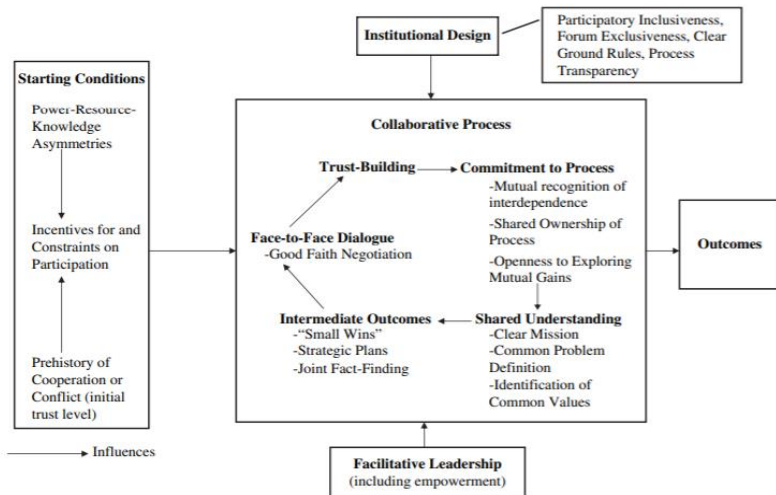 Institutional Design
Participatory Inclusiveness,
Forum Exclusiveness, Clear
Ground Rules, Process
Transparency
Starting Conditions
Power-Resource-
Knowledge
Asymmetries
Incentives for and
Constraints on
Participation
Prehistory of
Cooperation or
Conflict (initial
trust level)
Influences
Collaborative Process
Trust-Building
Commitment to Process
-Mutual recognition of
interdependence
-Shared Ownership of
Process
-Openness to Exploring
Mutual Gains
Face-to-Face Dialogue
-Good Faith Negotiation
Intermediate Outcomes
-“Small Wins”
-Strategic Plans
-Joint Fact-Finding
Shared Understanding
-Clear Mission
-Common Problem
Definition
-Identification of
Common Values
Outcomes
Facilitative Leadership
(including empowerment)